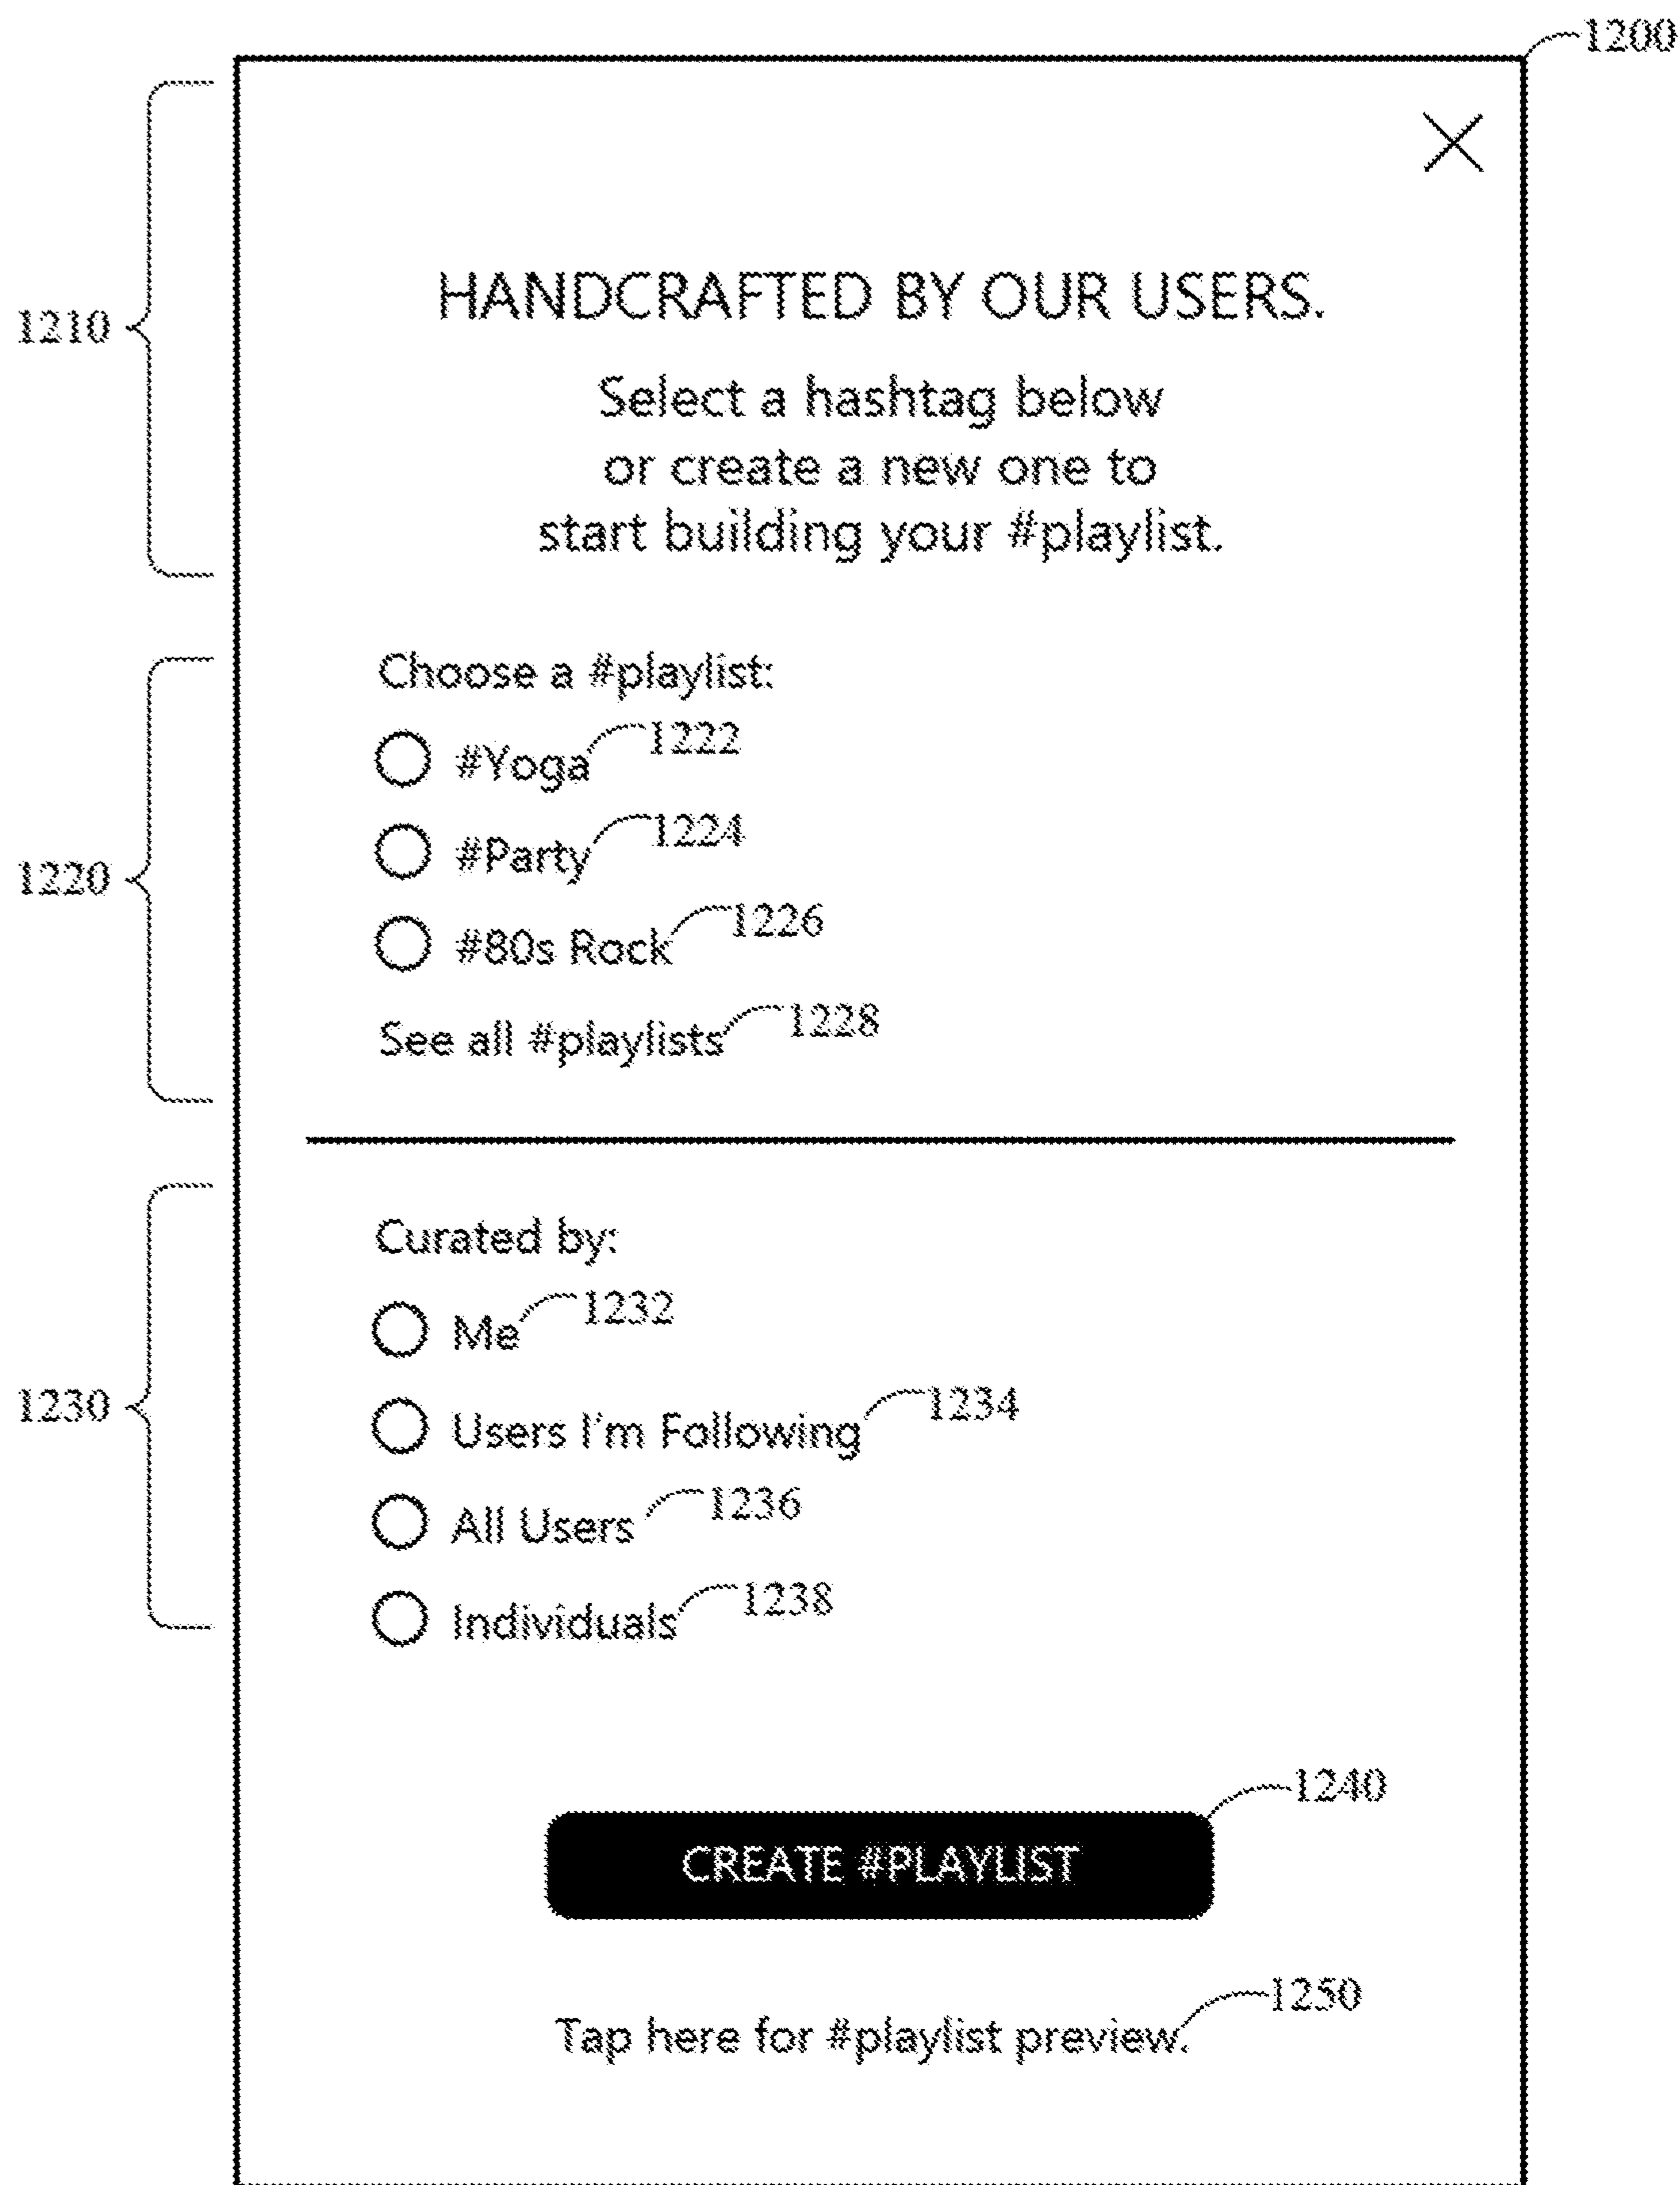 1200
HANDCRAFTED BY OUR USERS.
1210
Select a hashtag below
or create a new one to
start building your #playlist.
Choose a #playlist:
#Yoga 1222
#Party 1224
1220
#80s Rock 1226
See all #playlists 1228
Curated by:
Me 1232
1230
Users I'm Following 1234
All Users 1236
Individuals 1238
1240
CREATE #PLAYLIST
1250
Tap here for #playlist preview.